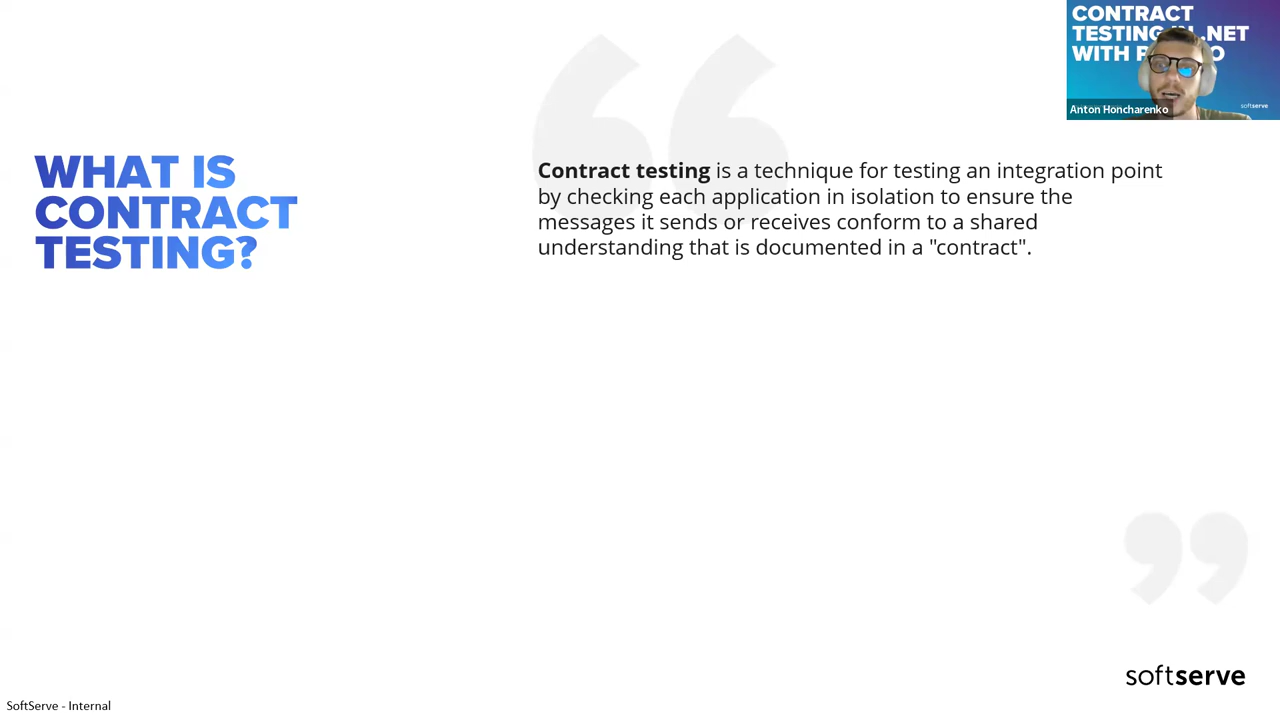 CONTRACT
TESTING IN .NET
WITH
Anton Honcharenko
softserve
WHAT IS
CONTRACT
TESTING?
Contract testing is a technique for testing an integration point
by checking each application in isolation to ensure the
messages it sends or receives conform to a shared
understanding that is documented in a "contract".
softserve
SoftServe - Internal